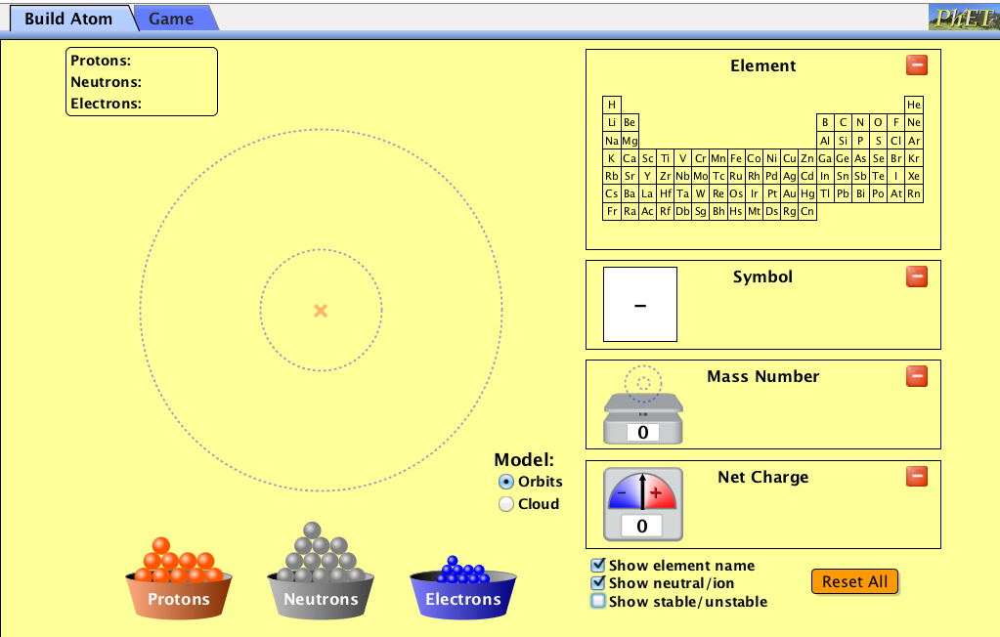 Build Atom
Game
PhET
Protons:
Neutrons:
Electrons:
Element
H He
Li Be B C N O F Ne
Na Mg Al Si P S Cl Ar
K Ca Sc Ti V Cr Mn Fe Co Ni Cu Zn Ga Ge As Se Br Kr
Rb Sr Y Zr Nb Mo Tc Ru Rh Pd Ag Cd In Sn Sb Te I Xe
Cs Ba La Hf Ta W Re Os Ir Pt Au Hg Tl Pb Bi Po At Rn
Fr Ra Ac Rf Db Sg Bh Hs Mt Ds Rg Cn
Symbol
–
Mass Number
0
Net Charge
– +
0
Model:
Orbits
Cloud
Protons
Neutrons
Electrons
Show element name
Show neutral/ion
Show stable/unstable
Reset All